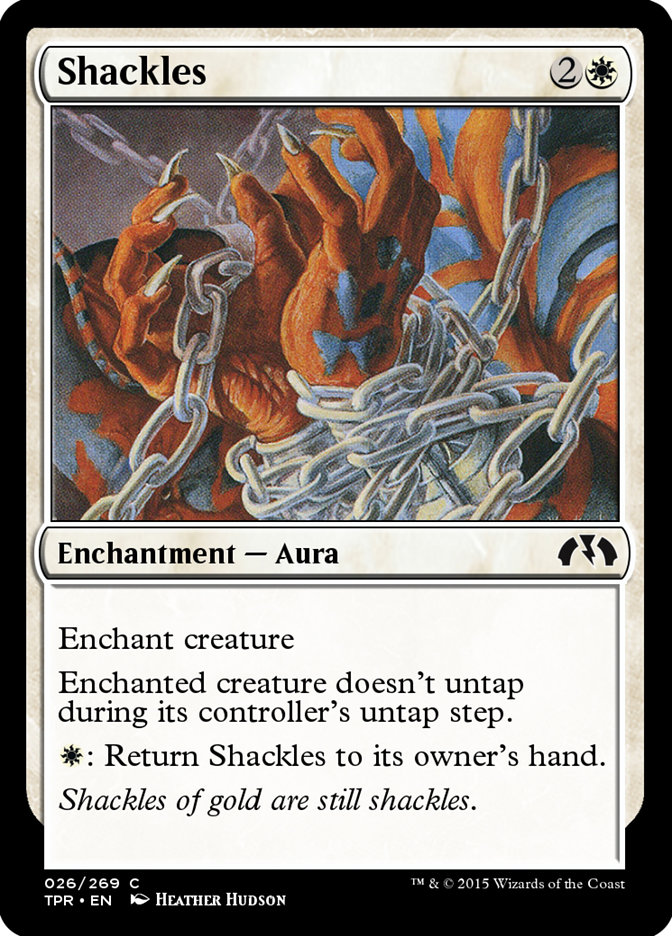 Shackles 2
Enchantment — Aura
Enchant creature
Enchanted creature doesn't untap
during its controller's untap step.
: Return Shackles to its owner's hand.
Shackles of gold are still shackles.
026/269 C
TPR • EN Heather Hudson
™ & © 2015 Wizards of the Coast